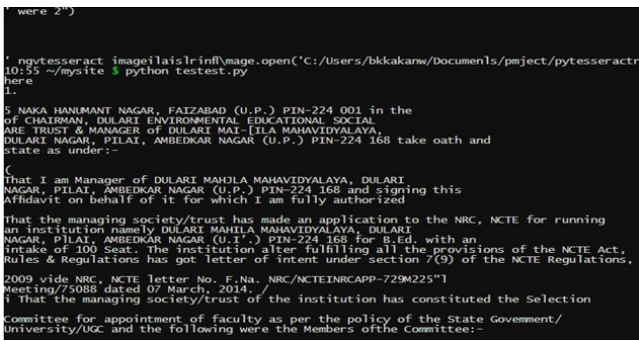 ' were 2")
' ngvtesseract imageilaislrinfl\mage.open('C:/Users/bkkakanw/Documenls/pmject/pytesseractr
10:55 ~/mysite $ python testest.py
here
1.
5 NAKA HANUMANT NAGAR, FAIZABAD (U.P.) PIN-224 001 in the
of CHAIRMAN, DULARI ENVIRONMENTAL EDUCATIONAL SOCIAL
ARE TRUST & MANAGER of DULARI MAI-[ILA MAHAVIDYALAYA,
DULARI NAGAR, PILAI, AMBEDKAR NAGAR (U.P.) PIN-224 168 take oath and
state as under:-
(
That I am Manager of DULARI MAHJLA MAHAVIDYALAYA, DULARI
NAGAR, PILAI, AMBEDKAR NAGAR (U.P.) PIN-224 168 and signing this
Affidavit on behalf of it for which I am fully authorized
That the managing society/trust has made an application to the NRC, NCTE for running
an institution namely DULARI MAHILA MAHAVIDYALAYA, DULARI
NAGAR, PlLAI, AMBEDKAR NAGAR (U.I'.) PIN-224 168 for B.Ed. with an
intake of 100 Seat. The institution alter fulfilling all the provisions of the NCTE Act,
Rules & Regulations has got letter of intent under section 7(9) of the NCTE Regulations,
2009 vide NRC, NCTE letter No. F.Na. NRC/NCTEINRCAPP-729M225"l
Meeting/75088 dated 07 March, 2014. /
i That the managing society/trust of the institution has constituted the Selection
Committee for appointment of faculty as per the policy of the State Govemment/
University/UGC and the following were the Members ofthe Committee:-